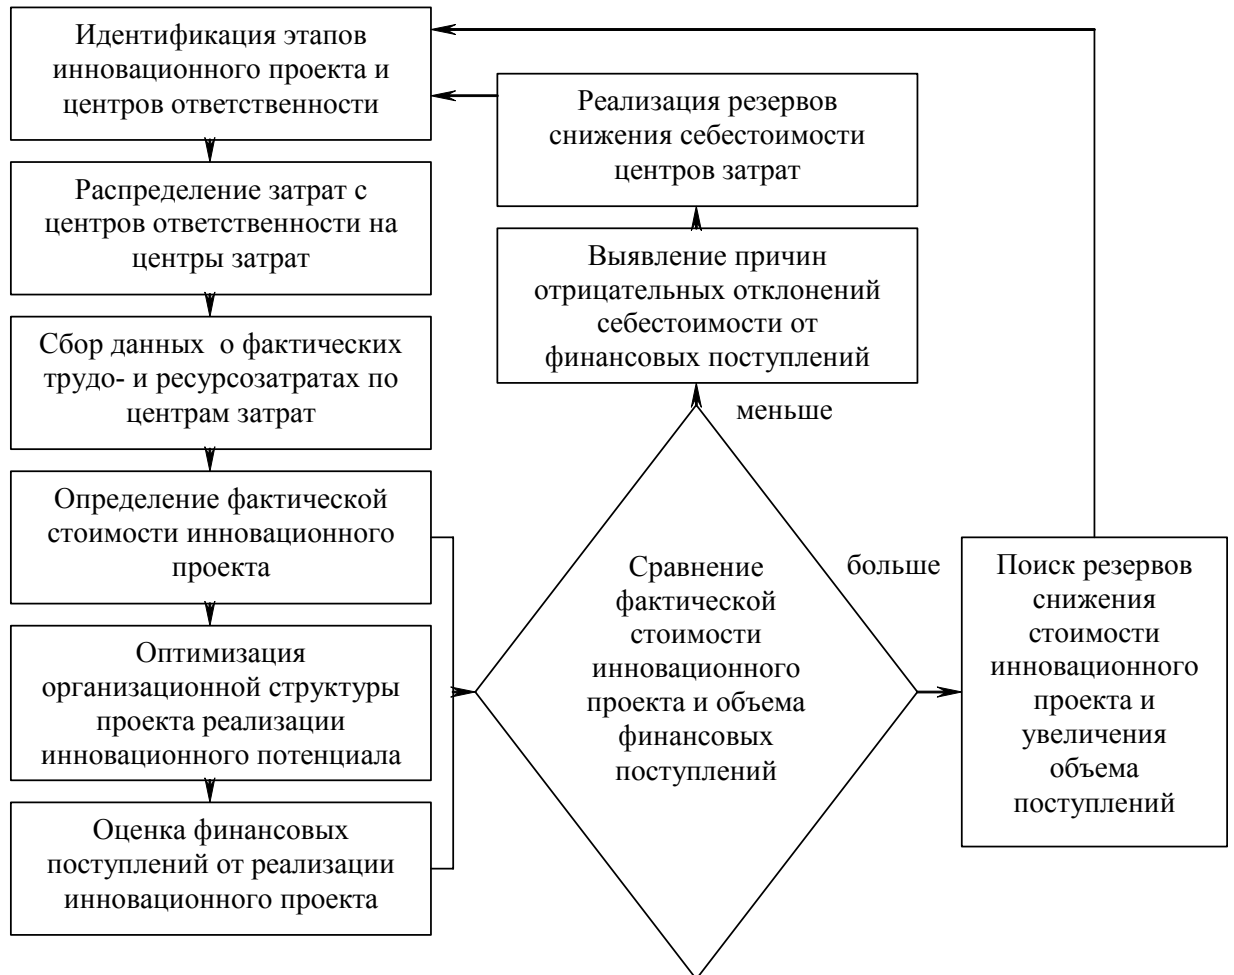 Идентификация этапов
инновационного проекта и
центров ответственности
Распределение затрат с
центров ответственности на
центры затрат
Сбор данных о фактических
трудо- и ресурсозатратах по
центрам затрат
Определение фактической
стоимости инновационного
проекта
Оптимизация
организационной структуры
проекта реализации
инновационного потенциала
Оценка финансовых
поступлений от реализации
инновационного проекта
Реализация резервов
снижения себестоимости
центров затрат
Выявление причин
отрицательных отклонений
себестоимости от
финансовых поступлений
меньше
Сравнение
фактической
стоимости
инновационного
проекта и объема
финансовых
поступлений
больше
Поиск резервов
снижения
стоимости
инновационного
проекта и
увеличения
объема
поступлений